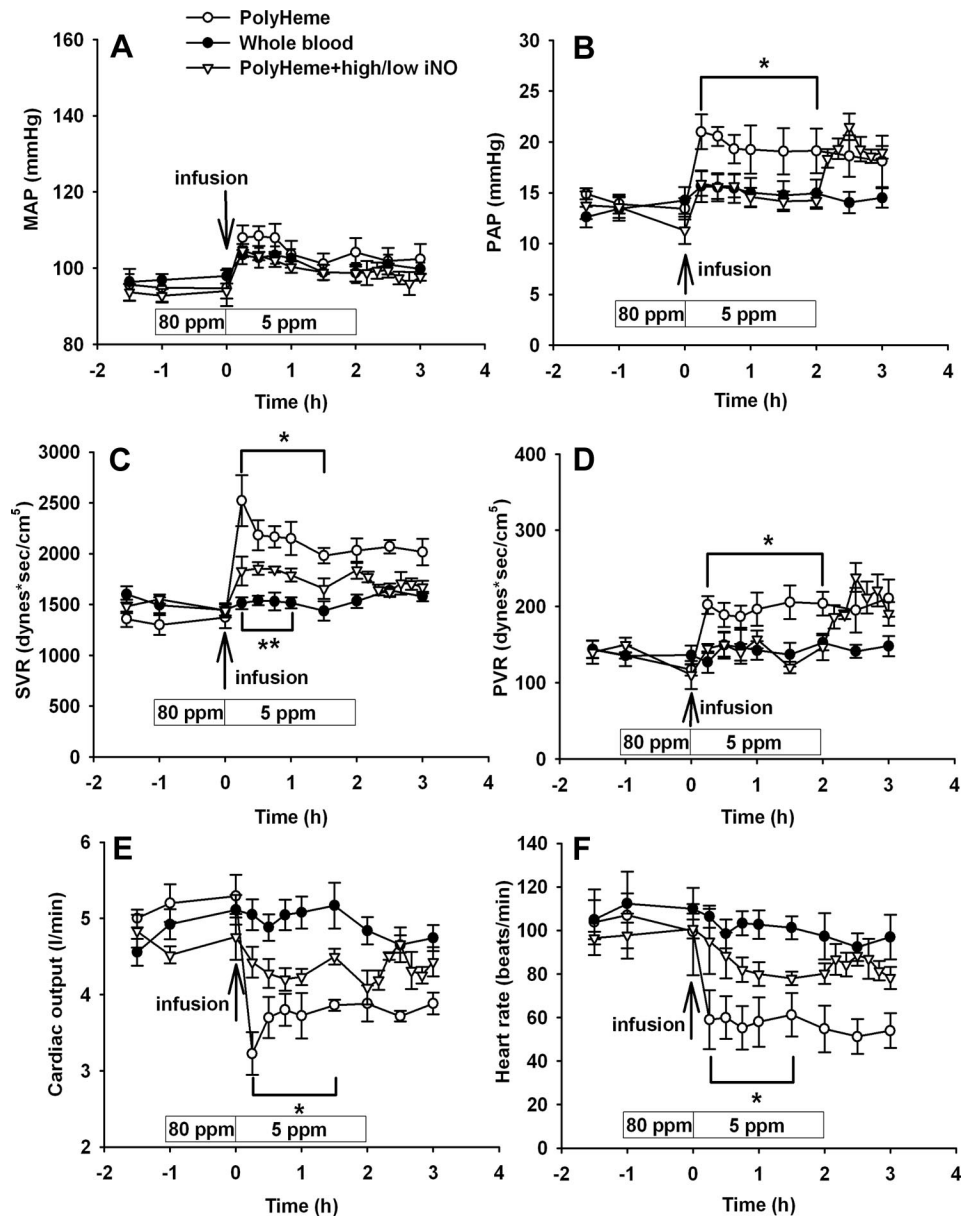 PolyHeme
Whole blood
PolyHeme+high/low iNO
A
MAP (mmHg)
160
140
120
100
80
infusion
80 ppm
5 ppm
-2 -1 0 1 2 3 4
Time (h)
B
PAP (mmHg)
30
25
20
15
10
5
0
*
infusion
80 ppm
5 ppm
-2 -1 0 1 2 3 4
Time (h)
C
SVR (dynes*sec/cm5)
3000
2500
2000
1500
1000
500
0
*
**
infusion
80 ppm
5 ppm
-2 -1 0 1 2 3 4
Time (h)
D
PVR (dynes*sec/cm5)
400
300
200
100
0
*
infusion
80 ppm
5 ppm
-2 -1 0 1 2 3 4
Time (h)
E
Cardiac output (l/min)
6
5
4
3
2
infusion
*
80 ppm
5 ppm
-2 -1 0 1 2 3 4
Time (h)
F
Heart rate (beats/min)
140
120
100
80
60
40
20
0
infusion
*
80 ppm
5 ppm
-2 -1 0 1 2 3 4
Time (h)